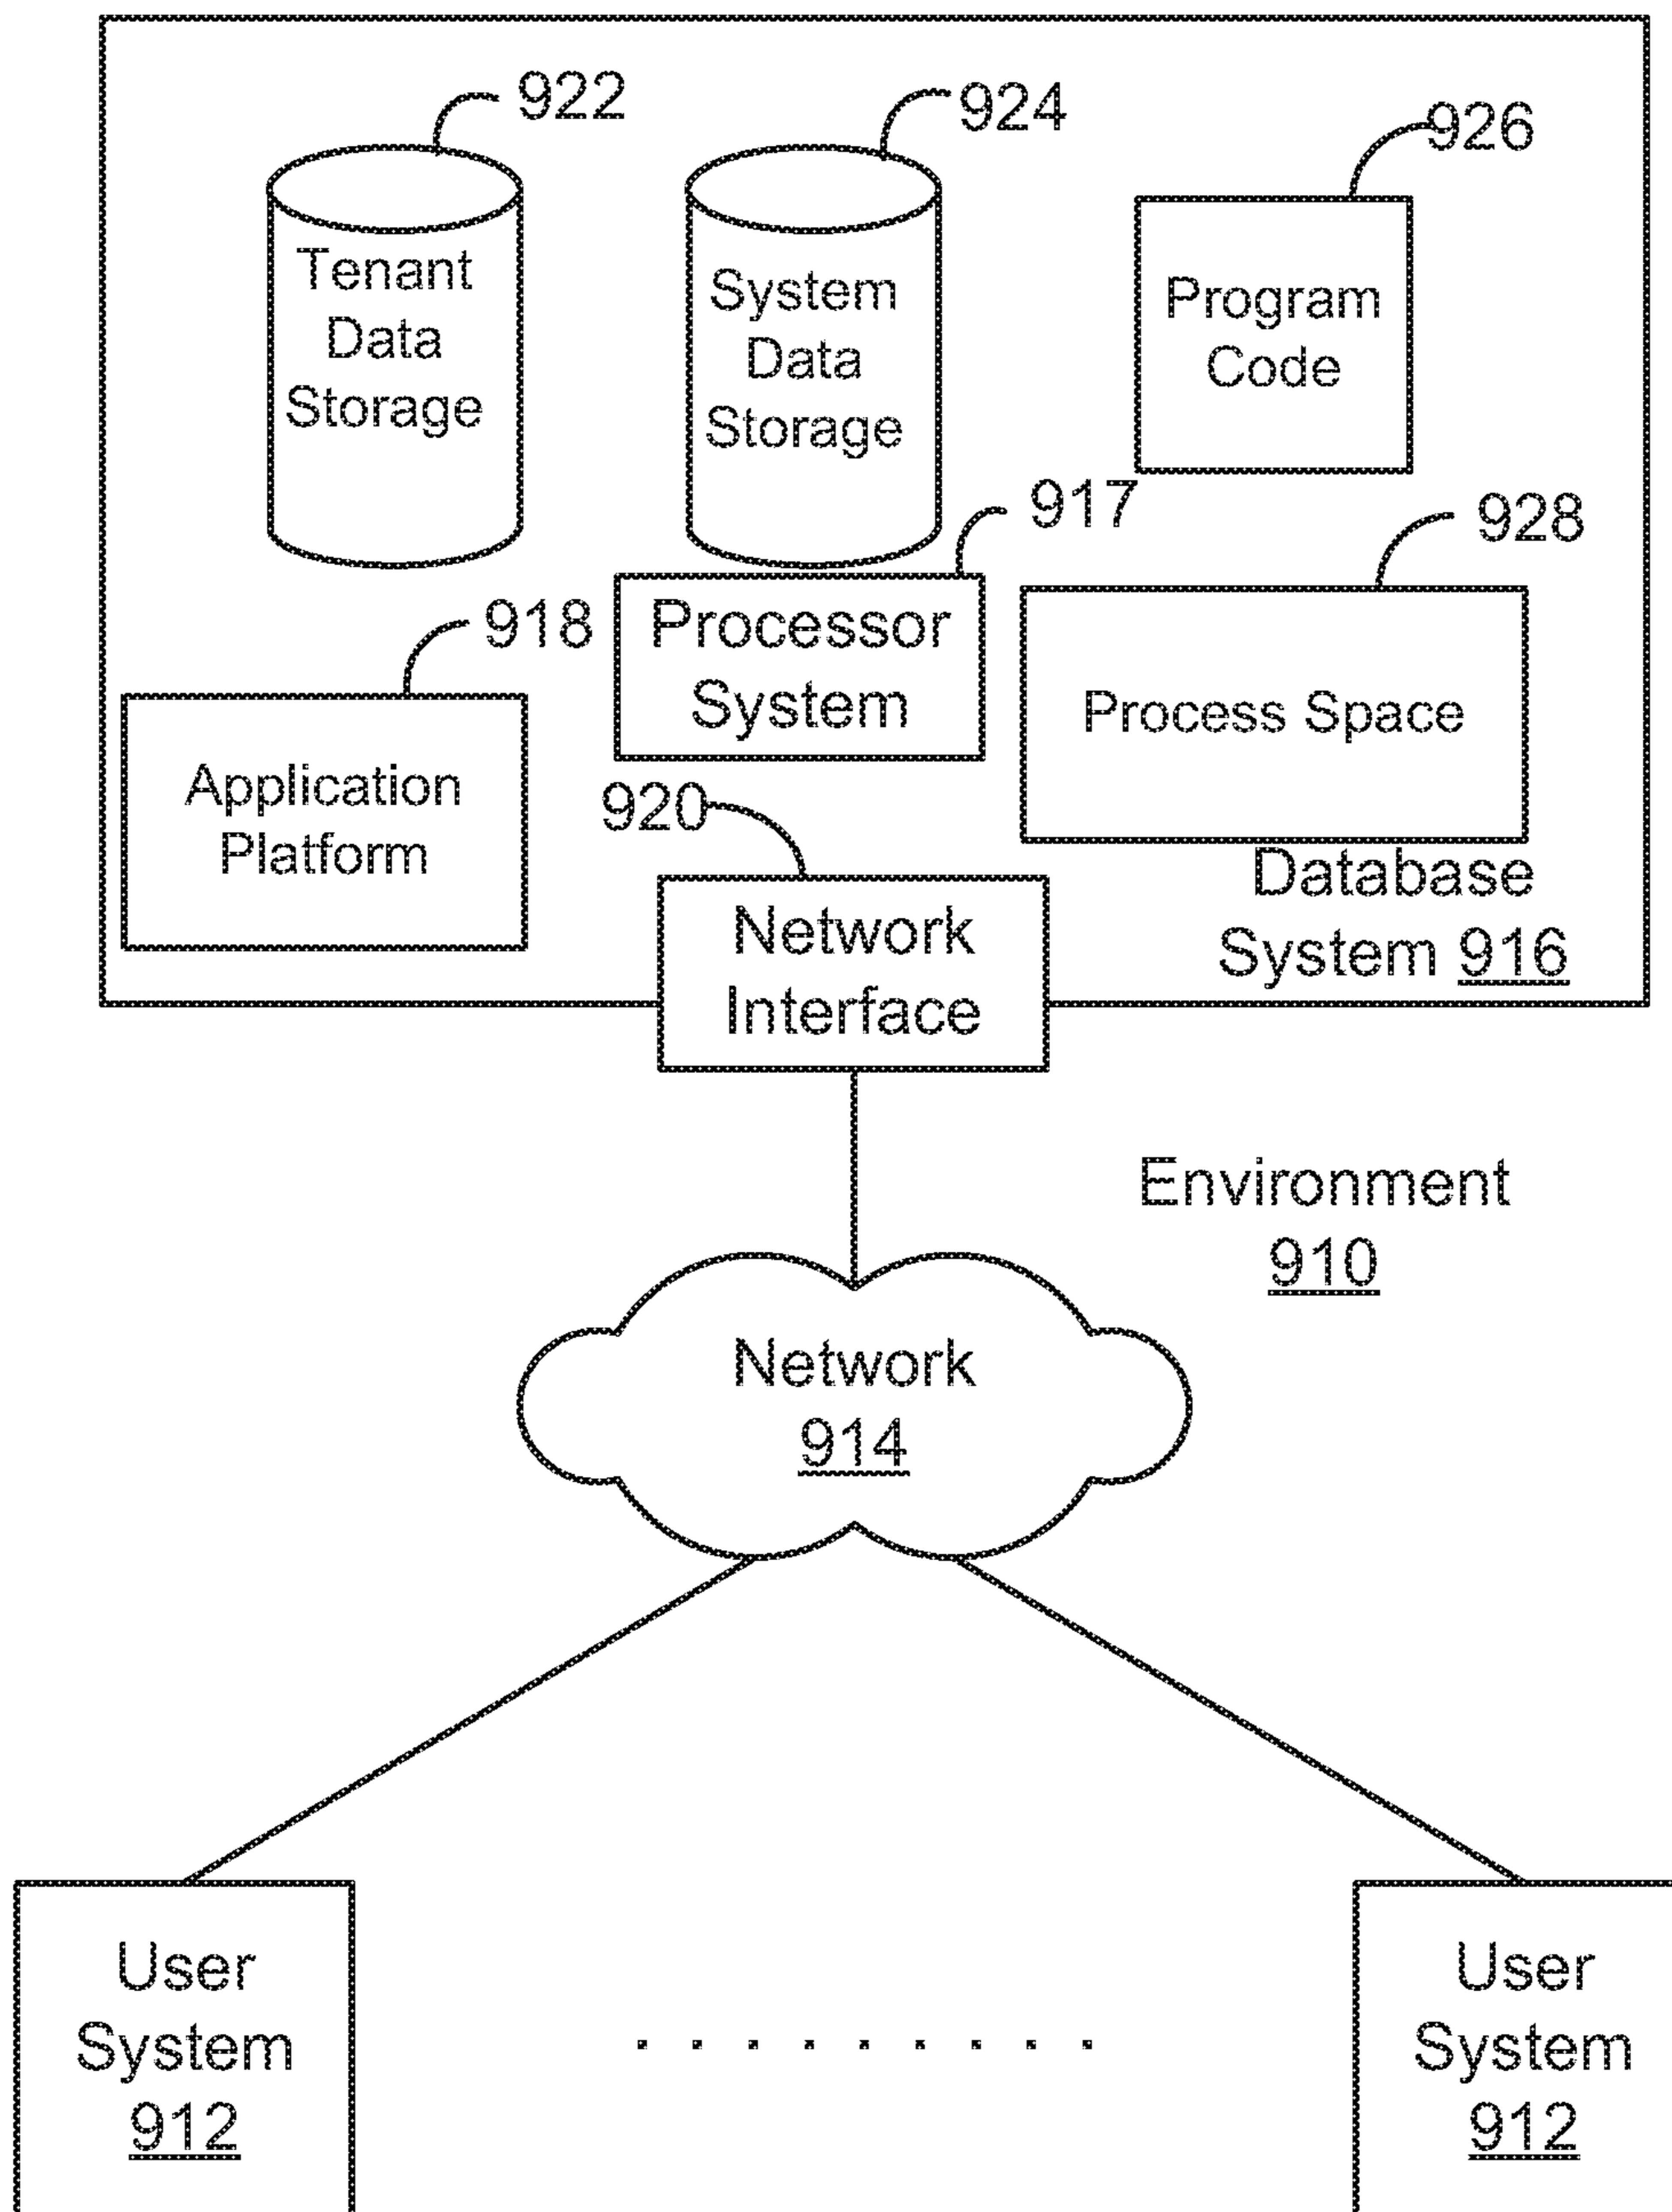 922
924
926
Tenant
Data
Storage
System
Data
Storage
Program
Code
917
928
918
Processor
System
Process Space
Application
Platform
920
Database
System 916
Network
Interface
Environment
910
Network
914
User
System
912
User
System
912